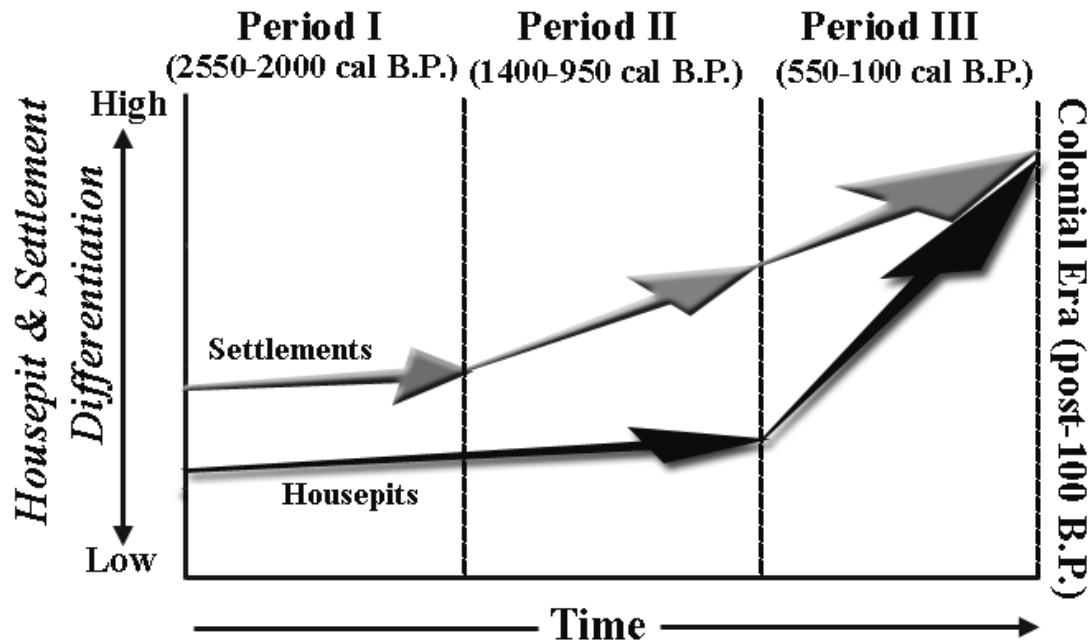 Period I
(2550-2000 cal B.P.)
Period II
(1400-950 cal B.P.)
Period III
(550-100 cal B.P.)
High
Housepit & Settlement
Differentiation
Low
Settlements
Housepits
Colonial Era (post-100 B.P.)
Time